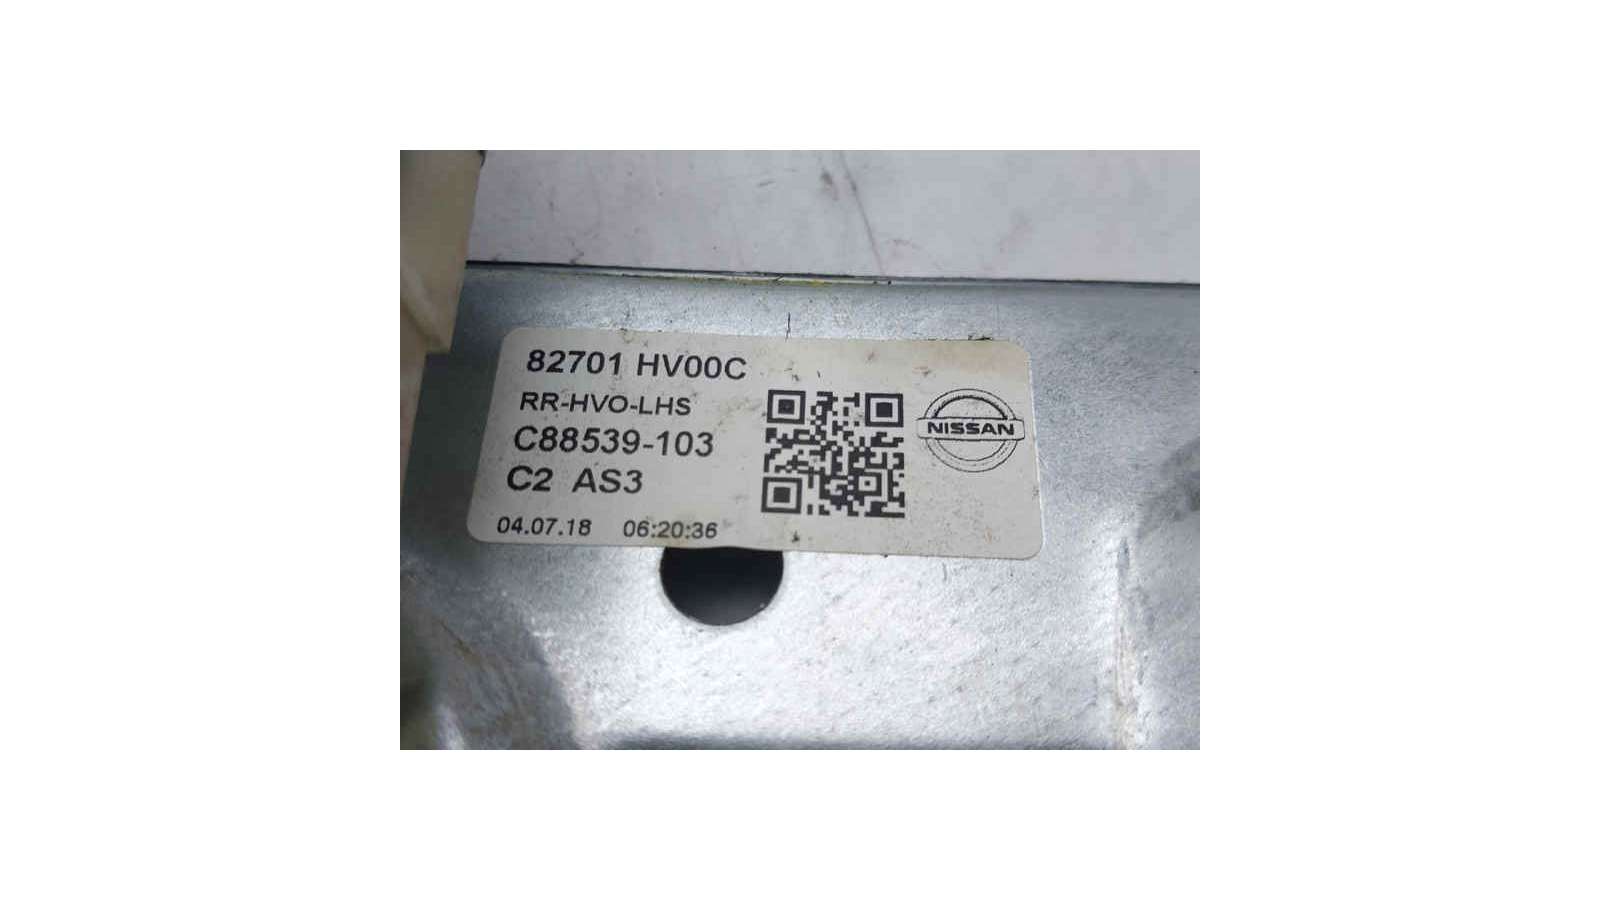 82701 HV00C
RR-HVO-LHS
C88539-103
C2 AS3
04.07.18 06:20:36
NISSAN